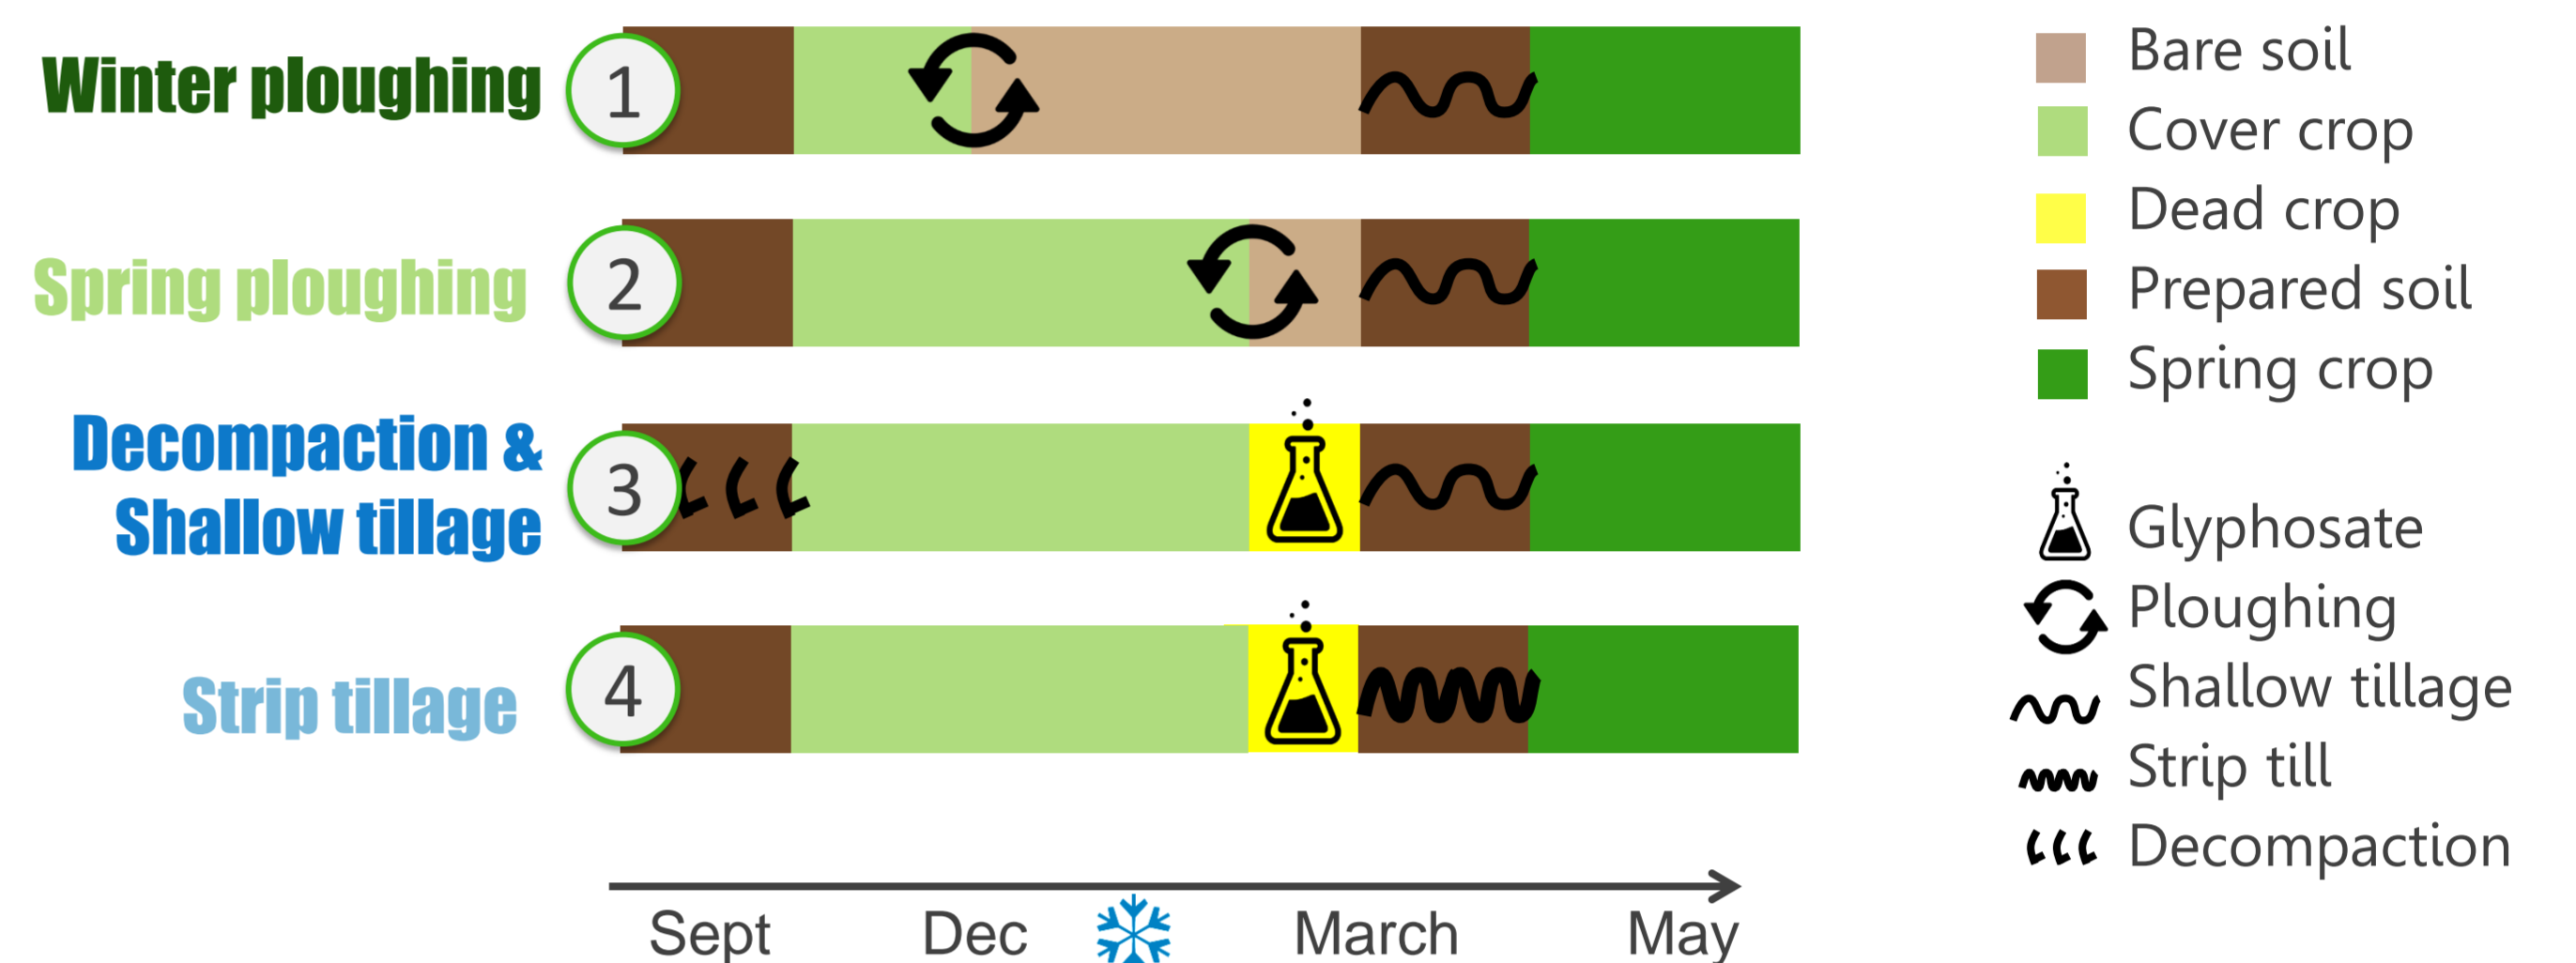 Winter ploughing
1
Spring ploughing
2
Decompaction &
Shallow tillage
3
Strip tillage
4
Sept Dec March May
Bare soil
Cover crop
Dead crop
Prepared soil
Spring crop
Glyphosate
Ploughing
Shallow tillage
Strip till
Decompaction